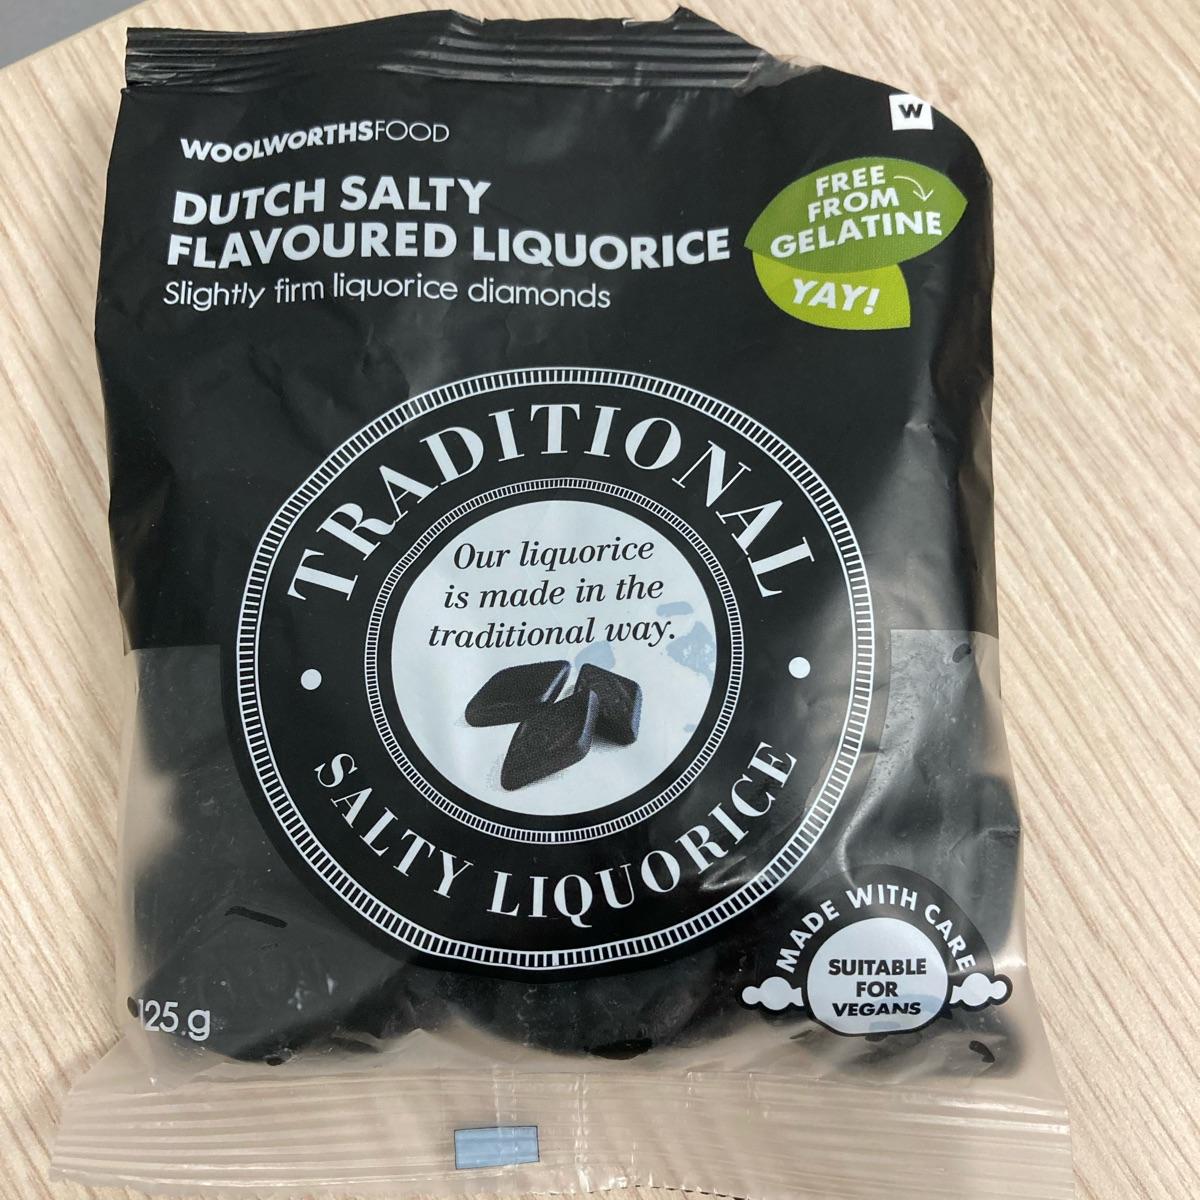 W
WOOLWORTHSFOOD
DUTCH SALTY
FLAVOURED LIQUORICE
Slightly firm liquorice diamonds
FREE
FROM
GELATINE
YAY!
TRADITIONAL
Our liquorice
is made in the
traditional way.
SALTY LIQUORICE
MADE WITH CARE
SUITABLE
FOR
VEGANS
125g